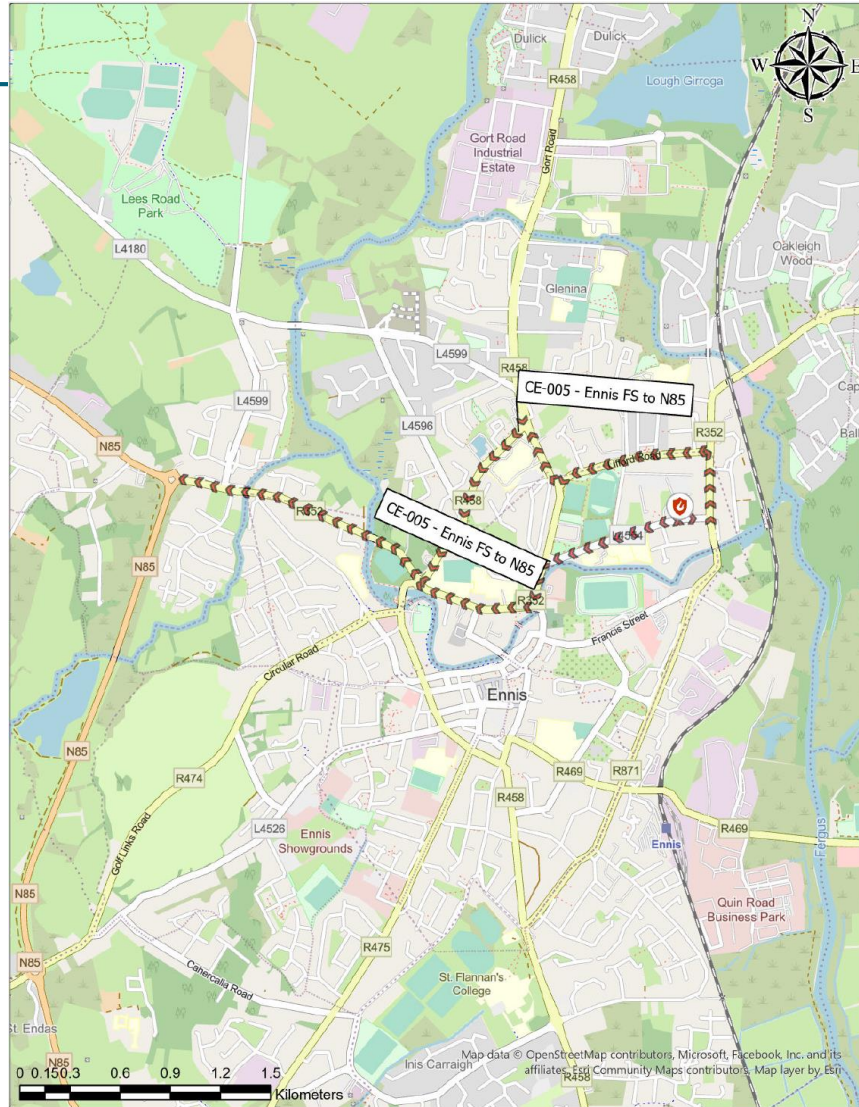 N
W
E
S
Dulick
Dulick
R458
Lough Girroga
Gort Road
Industrial
Estate
Gort Road
Lees Road
Park
L4180
Oakleigh
Wood
Glenina
L4599
R458
CE-005 - Ennis FS to N85
L4599
L4596
R352
N85
Lifford Road
R458
R352
CE-005 - Ennis FS to N85
N85
R352
Francis Street
Circular Road
Ennis
N85
R474
R469
R871
R458
L4526
Ennis
Showgrounds
Ennis
R469
Fergus
Golf Links Road
N85
Quin Road
Business Park
R475
N85
Cahercalla Road
St. Flannan's
College
St Endas
N85
Inis Carraigh
R458
Map data © OpenStreetMap contributors, Microsoft, Facebook, Inc. and its
affiliates, Esri Community Maps contributors, Map layer by Esri
0 0.15 0.3 0.6 0.9 1.2 1.5
Kilometers